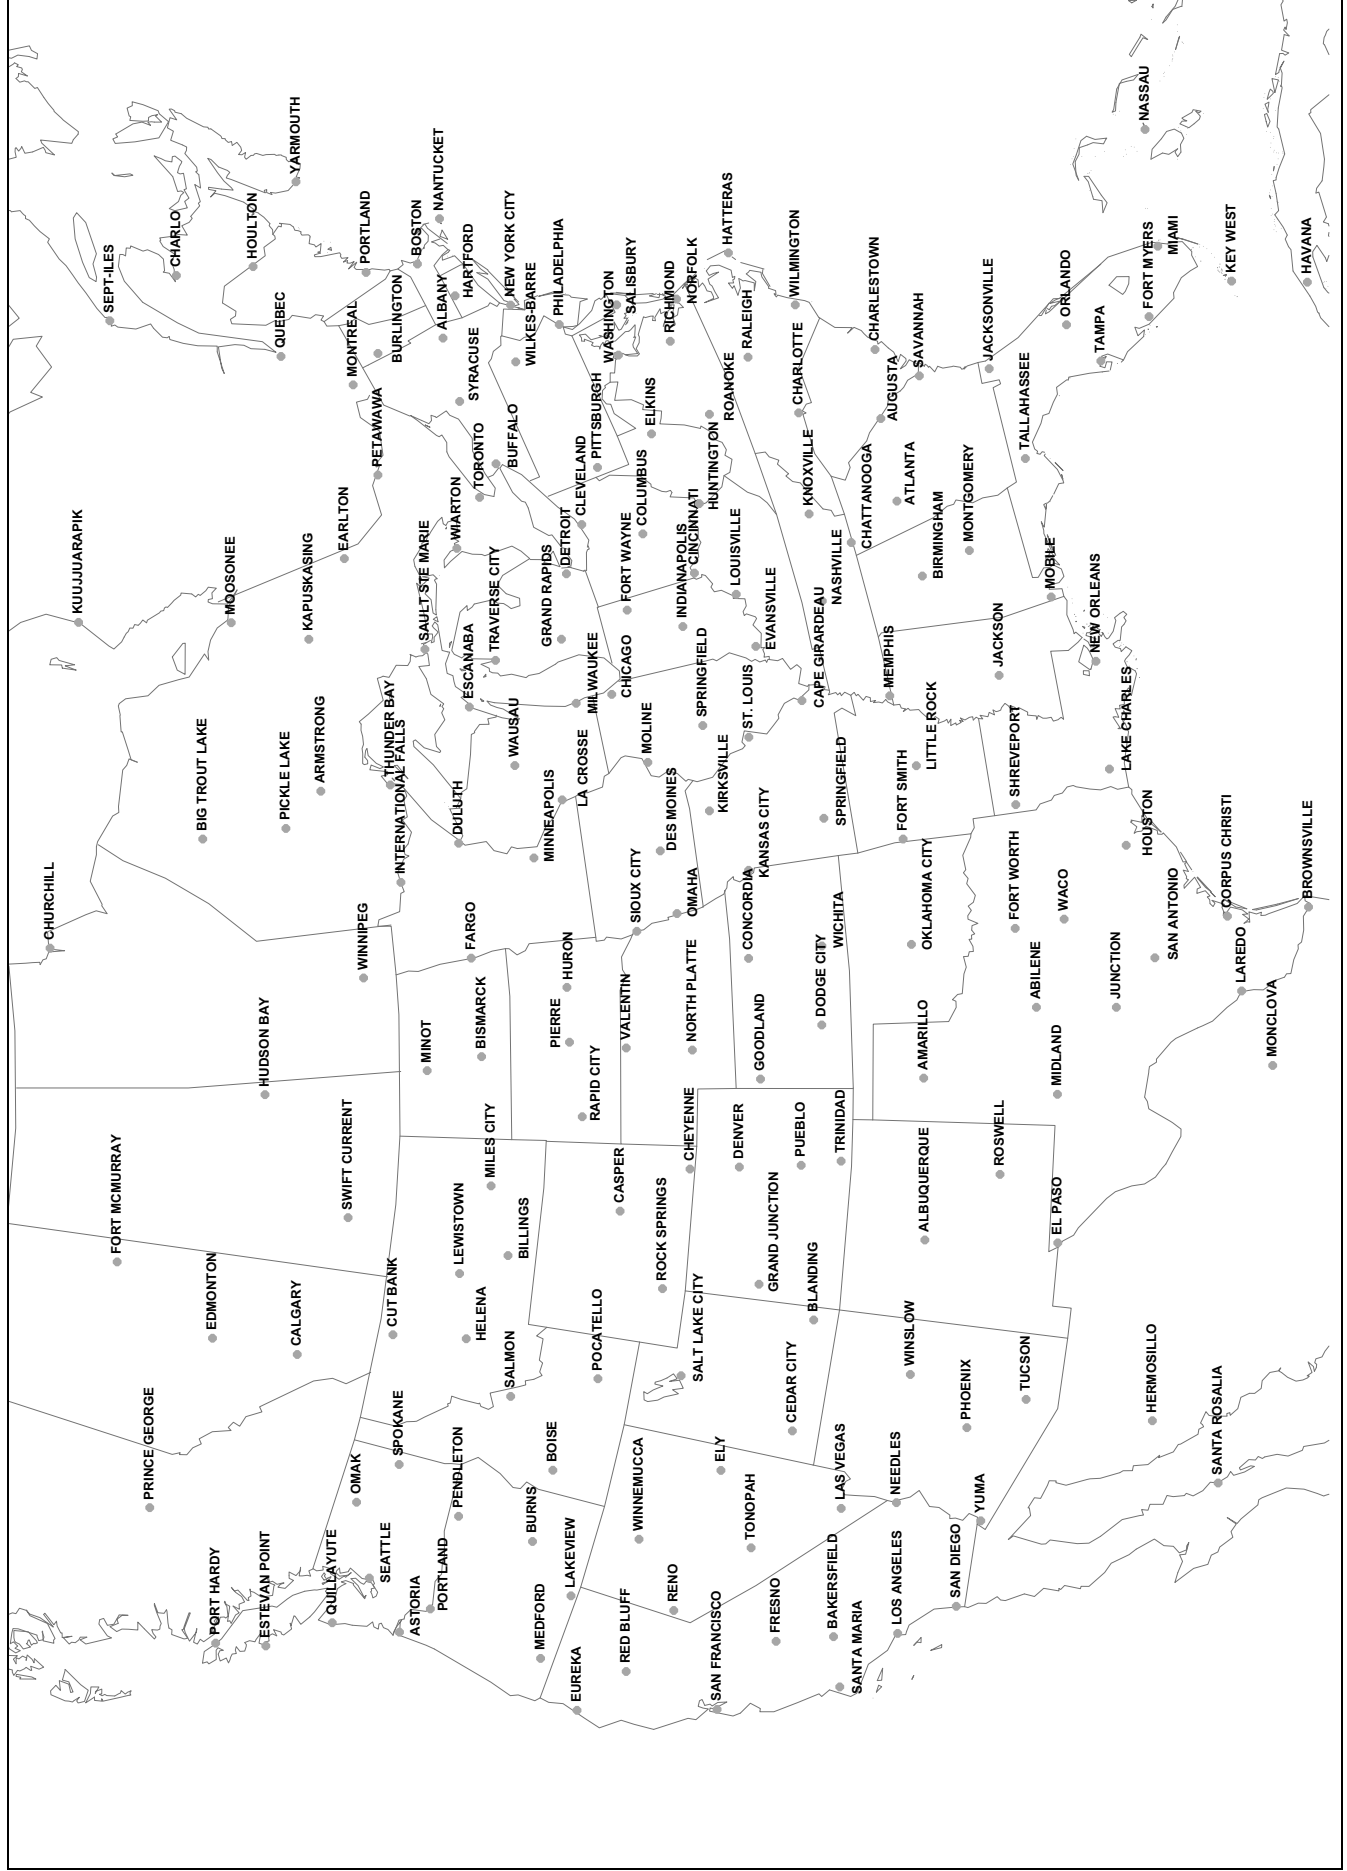 KUUJUARAPIK
SEPT-ILES
CHARLO
HOULTON
YARMOUTH
QUEBEC
MONTREAL
BURLINGTON
PORTLAND
BOSTON
NANTUCKET
ALBANY
HARTFORD
SYRACUSE
NEW YORK CITY
WILKES-BARRE
PHILADELPHIA
WASHINGTON
SALISBURY
RICHMOND
NORFOLK
HATTERAS
RALEIGH
WILMINGTON
CHARLOTTE
CHARLESTOWN
AUGUSTA
SAVANNAH
JACKSONVILLE
TALLAHASSEE
ORLANDO
TAMPA
FORT MYERS
MIAMI
KEY WEST
NASSAU
HAVANA
PETAWAWA
EARLTON
TORONTO
BUFFALO
WIARTON
CLEVELAND
PITTSBURGH
ELKINS
ROANOKE
COLUMBUS
HUNTINGTON
CINCINNATI
DETROIT
KNOXVILLE
CHATTANOOGA
ATLANTA
BIRMINGHAM
MONTGOMERY
MOOSONEE
KAPUSKASING
SAULT STE MARIE
TRAVERSE CITY
GRAND RAPIDS
FORT WAYNE
INDIANAPOLIS
LOUISVILLE
EVANSVILLE
NASHVILLE
MOBILE
NEW ORLEANS
BIG TROUT LAKE
PICKLE LAKE
ARMSTRONG
THUNDER BAY
INTERNATIONAL FALLS
ESCANABA
WAUSAU
MILWAUKEE
CHICAGO
SPRINGFIELD
MOLINE
ST. LOUIS
CAPE GIRARDEAU
MEMPHIS
JACKSON
LITTLE ROCK
LAKE CHARLES
SHREVEPORT
DULUTH
MINNEAPOLIS
LA CROSSE
DES MOINES
KIRKSVILLE
KANSAS CITY
SPRINGFIELD
FORT SMITH
HOUSTON
CORPUS CHRISTI
BROWNSVILLE
CHURCHILL
WINNIPEG
FARGO
HURON
SIOUX CITY
OMAHA
CONCORDIA
WICHITA
OKLAHOMA CITY
FORT WORTH
WACO
SAN ANTONIO
LAREDO
HUDSON BAY
MINOT
BISMARCK
PIERRE
RAPID CITY
VALENTIN
NORTH PLATTE
GOODLAND
DODGE CITY
AMARILLO
ABILENE
JUNCTION
MIDLAND
MONCLOVA
FORT MCMURRAY
SWIFT CURRENT
MILES CITY
LEWISTOWN
BILLINGS
CASPER
CHEYENNE
ROCK SPRINGS
DENVER
PUEBLO
TRINIDAD
GRAND JUNCTION
BLANDING
ALBUQUERQUE
ROSWELL
EL PASO
EDMONTON
CALGARY
CUT BANK
HELENA
SALMON
POCATELLO
SALT LAKE CITY
CEDAR CITY
WINSLOW
PHOENIX
TUCSON
HERMOSILLO
SANTA ROSALIA
PRINCE GEORGE
SPOKANE
OMAK
PENDLETON
BOISE
BURNS
WINNEMUCCA
ELY
TONOPAH
LAS VEGAS
NEEDLES
YUMA
PORT HARDY
ESTEVAN POINT
QUILLAYUTE
SEATTLE
ASTORIA
PORTLAND
MEDFORD
LAKEVIEW
EUREKA
RED BLUFF
RENO
SAN FRANCISCO
FRESNO
BAKERSFIELD
SANTA MARIA
LOS ANGELES
SAN DIEGO